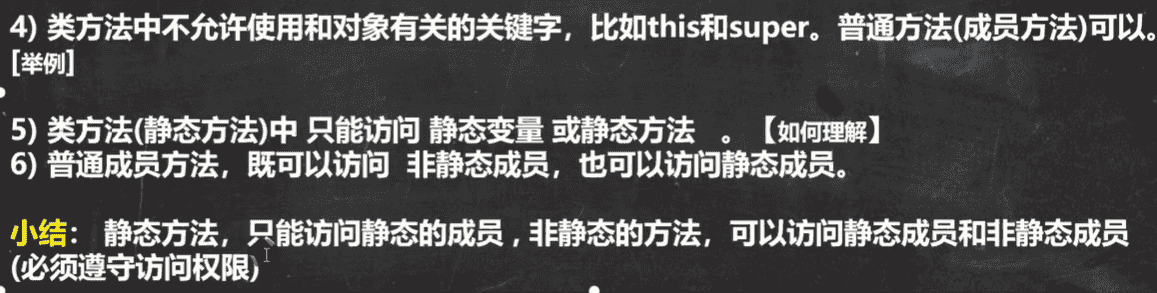 4) 类方法中不允许使用和对象有关的关键字，比如this和super。普通方法(成员方法)可以。
[举例]
5) 类方法(静态方法)中 只能访问 静态变量 或静态方法 。【如何理解】
6) 普通成员方法，既可以访问 非静态成员，也可以访问静态成员。
小结： 静态方法，只能访问静态的成员 , 非静态的方法，可以访问静态成员和非静态成员
(必须遵守访问权限)